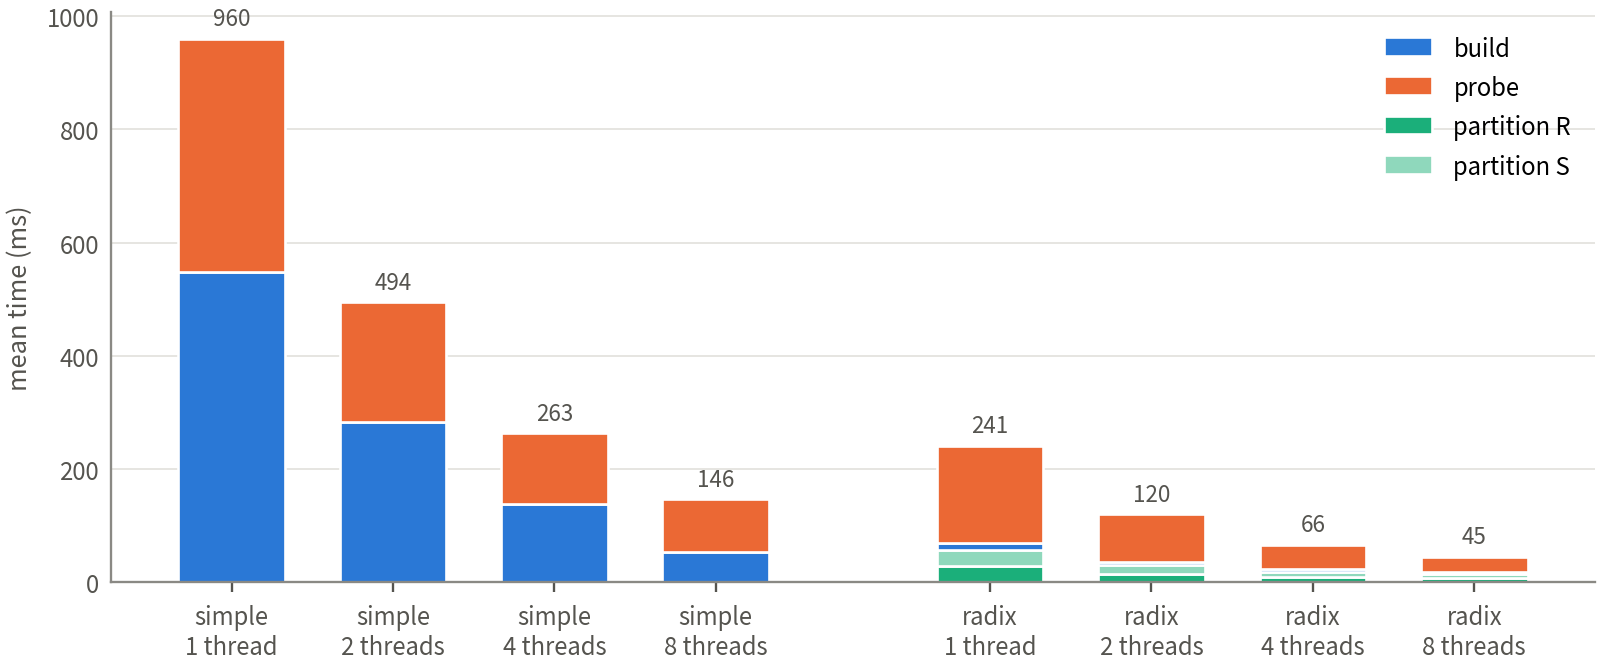 mean time (ms)
1000
800
600
400
200
0
960
494
263
146
241
120
66
45
build
probe
partition R
partition S
simple
1 thread
simple
2 threads
simple
4 threads
simple
8 threads
radix
1 thread
radix
2 threads
radix
4 threads
radix
8 threads